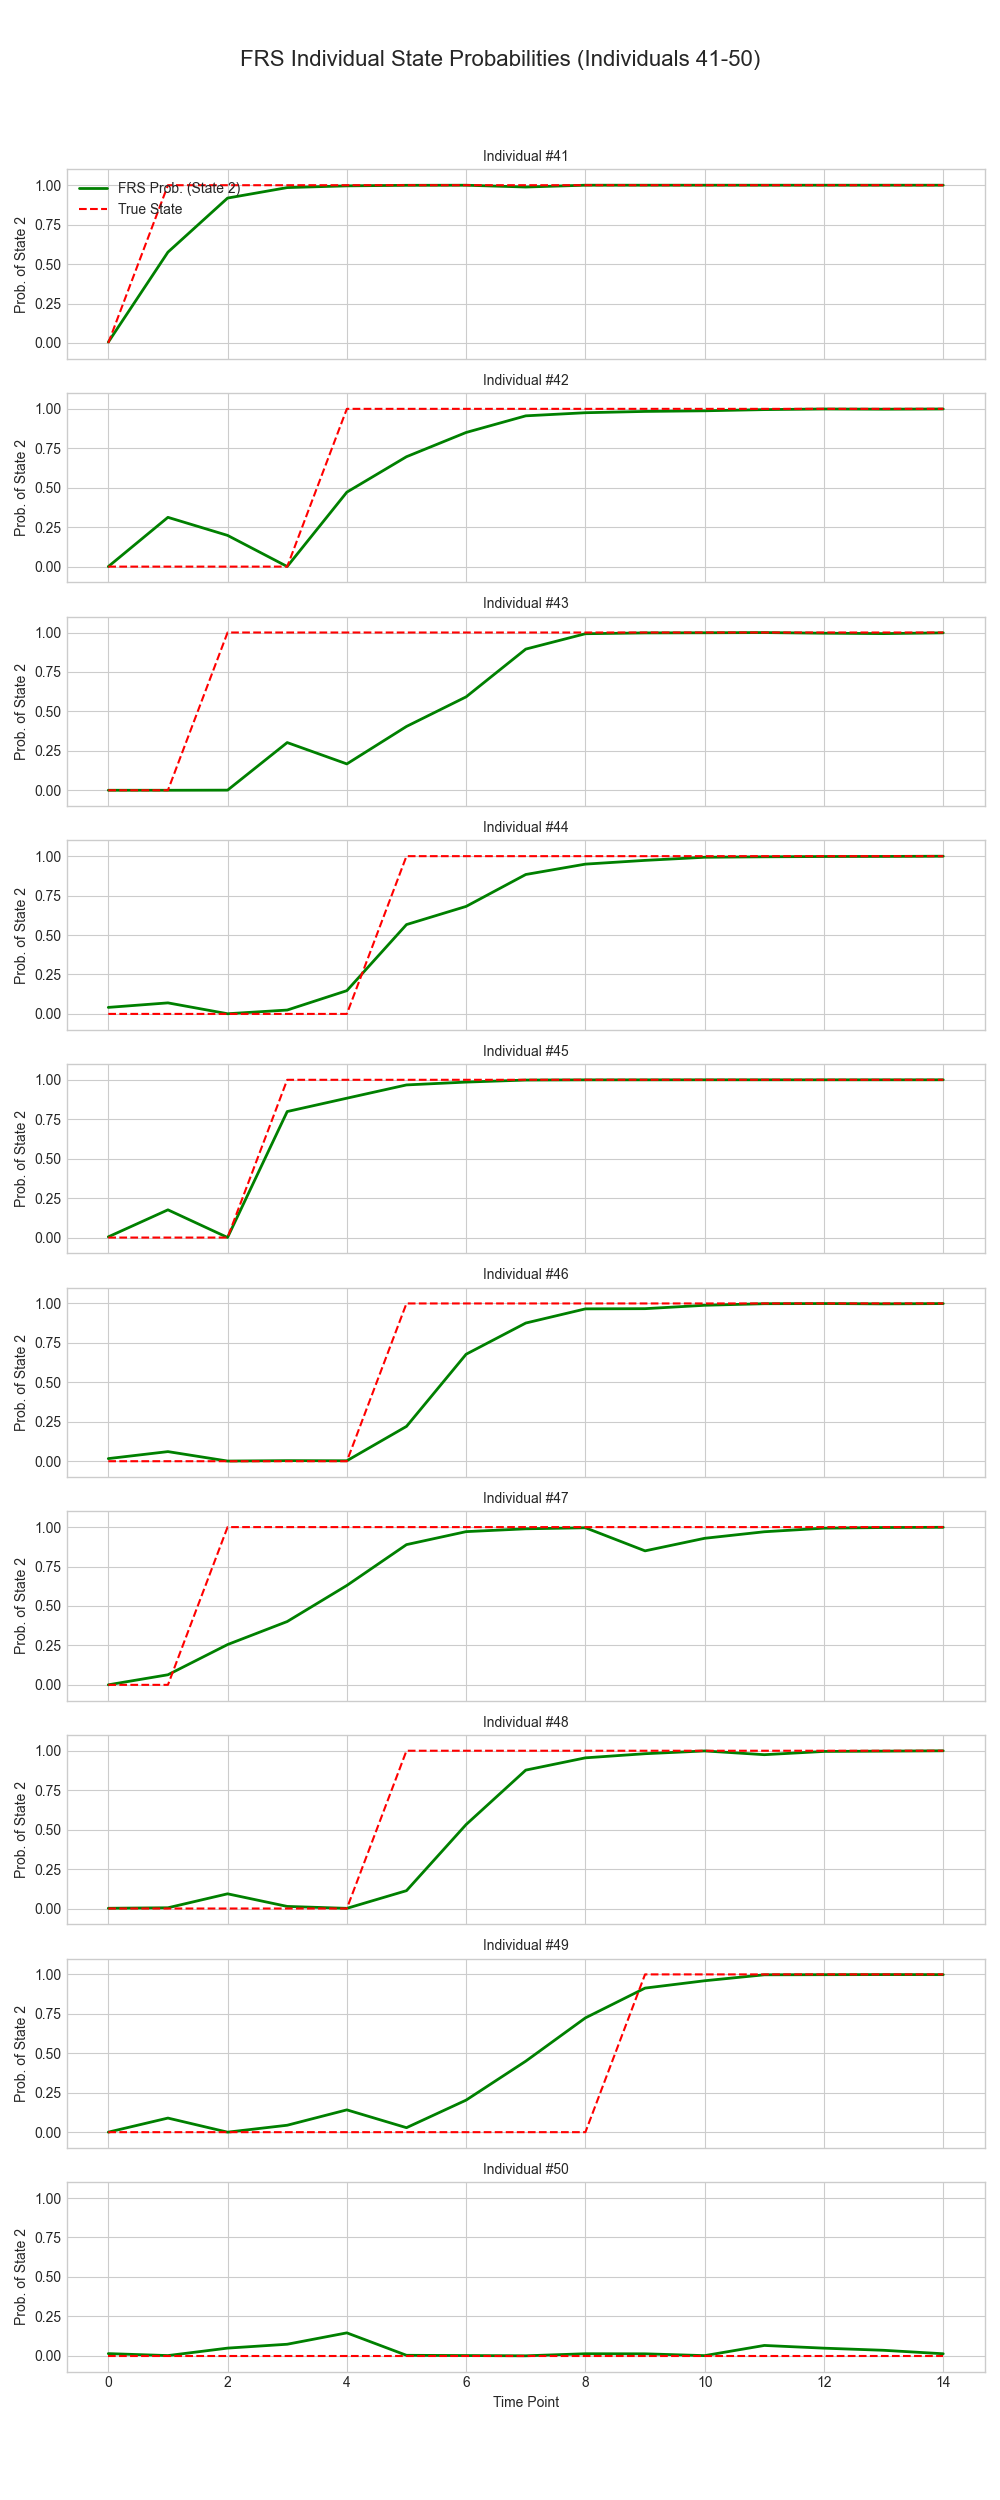 FRS Individual State Probabilities (Individuals 41-50)
Individual #41
FRS Prob. (State 2)
True State
1.00
0.75
0.50
0.25
0.00
Prob. of State 2
Individual #42
1.00
0.75
0.50
0.25
0.00
Prob. of State 2
Individual #43
1.00
0.75
0.50
0.25
0.00
Prob. of State 2
Individual #44
1.00
0.75
0.50
0.25
0.00
Prob. of State 2
Individual #45
1.00
0.75
0.50
0.25
0.00
Prob. of State 2
Individual #46
1.00
0.75
0.50
0.25
0.00
Prob. of State 2
Individual #47
1.00
0.75
0.50
0.25
0.00
Prob. of State 2
Individual #48
1.00
0.75
0.50
0.25
0.00
Prob. of State 2
Individual #49
1.00
0.75
0.50
0.25
0.00
Prob. of State 2
Individual #50
1.00
0.75
0.50
0.25
0.00
Prob. of State 2
0 2 4 6 8 10 12 14
Time Point